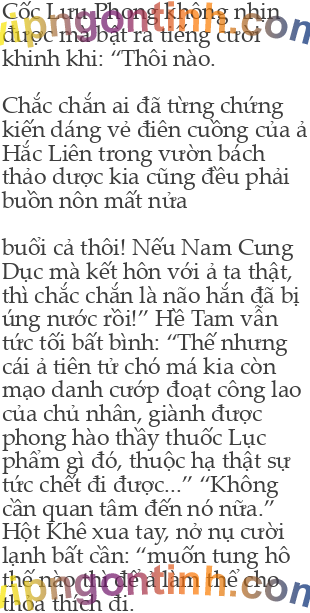 Cốc Lưu Phong không nhịn
được mà bật ra tiếng cười
khinh khi: “Thôi nào.
Chắc chắn ai đã từng chứng
kiến dáng vẻ điên cuồng của ả
Hắc Liên trong vườn bách
thảo dược kia cũng đều phải
buồn nôn mất nửa
buổi cả thôi! Nếu Nam Cung
Dục mà kết hôn với ả ta thật,
thì chắc chắn là não hắn đã bị
úng nước rồi!” Hề Tam vẫn
tức tối bất bình: “Thế nhưng
cái ả tiên tử chó má kia còn
mạo danh cướp đoạt công lao
của chủ nhân, giành được
phong hào thầy thuốc Lục
phẩm gì đó, thuộc hạ thật sự
tức chết đi được...” “Không
cần quan tâm đến nó nữa.”
Hột Khê xua tay, nở nụ cười
lạnh bất cần: “muốn tung hô
thế nào thì để ả làm thế cho
thỏa thích đi.
vipngontinh.com
vipngontinh.com